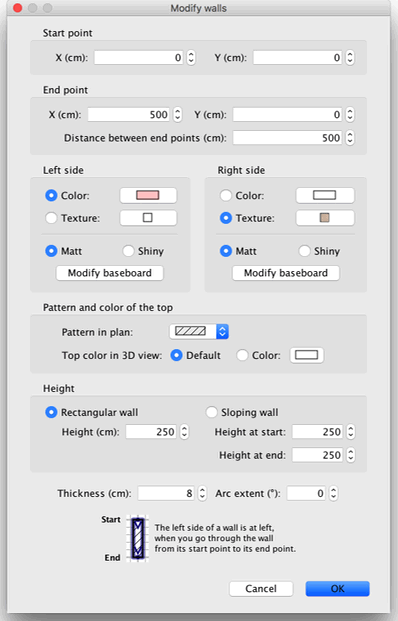 Modify walls
Start point
X (cm): 0 Y (cm): 0
End point
X (cm): 500 Y (cm): 0
Distance between end points (cm): 500
Left side Right side
Color: Color:
Texture: Texture:
Matt Shiny Matt Shiny
Modify baseboard Modify baseboard
Pattern and color of the top
Pattern in plan:
Top color in 3D view: Default Color:
Height
Rectangular wall Sloping wall
Height (cm): 250 Height at start: 250
Height at end: 250
Thickness (cm): 8 Arc extent (°): 0
Start
The left side of a wall is at left,
when you go through the wall
from its start point to its end point.
End
Cancel OK